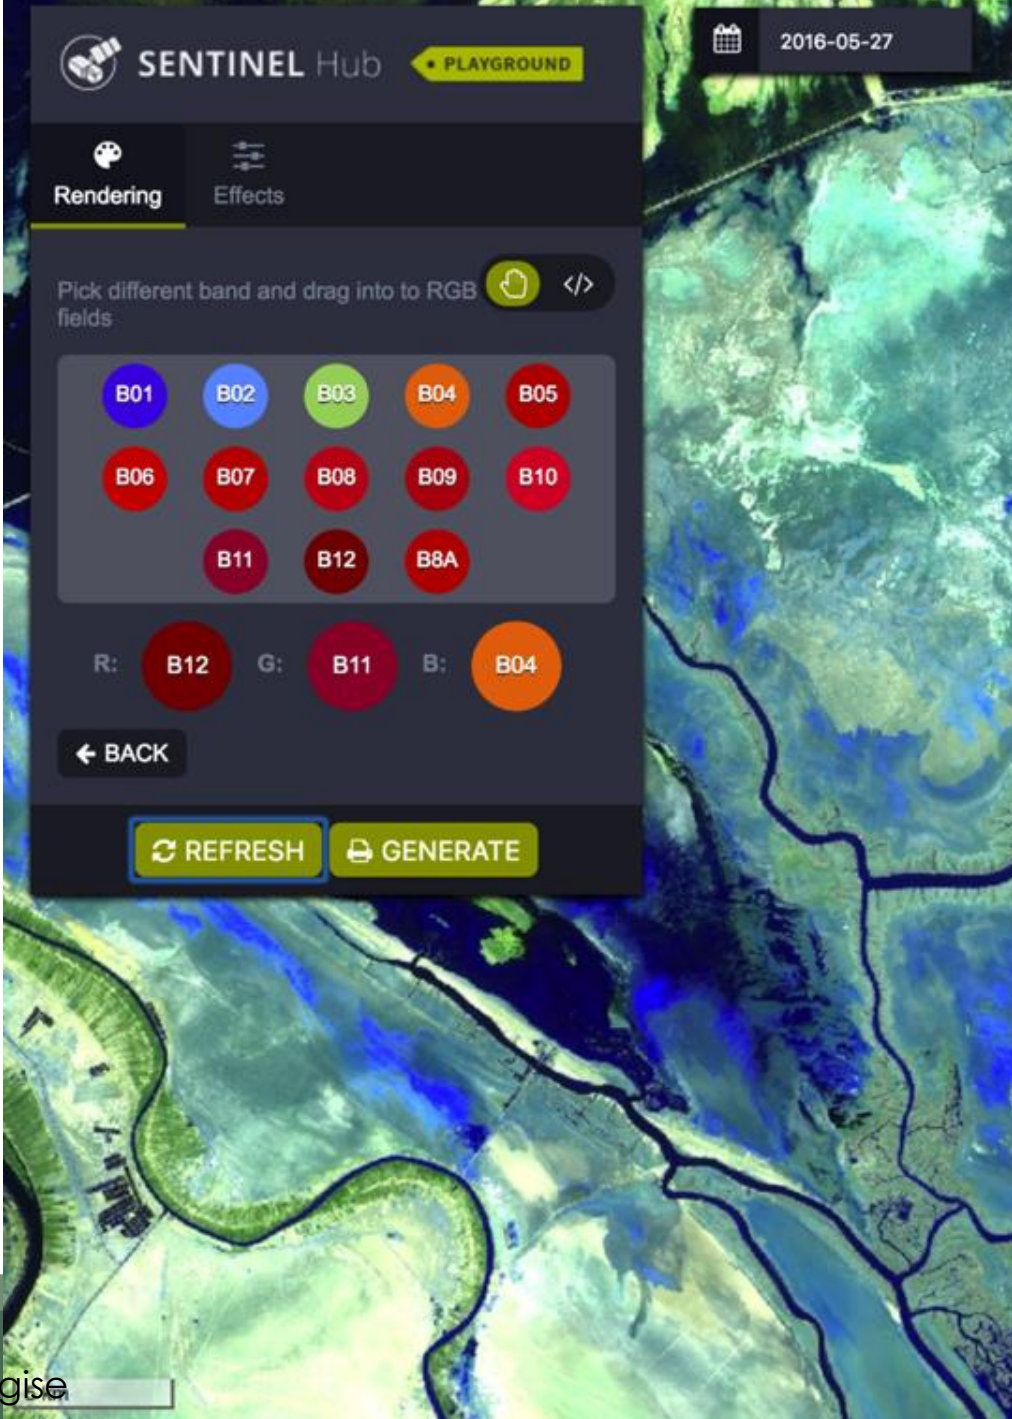 SENTINEL Hub
PLAYGROUND
2016-05-27
Rendering
Effects
Pick different band and drag into to RGB
fields
</>
B01 B02 B03 B04 B05
B06 B07 B08 B09 B10
B11 B12 B8A
R: B12 G: B11 B: B04
BACK
REFRESH GENERATE
gise